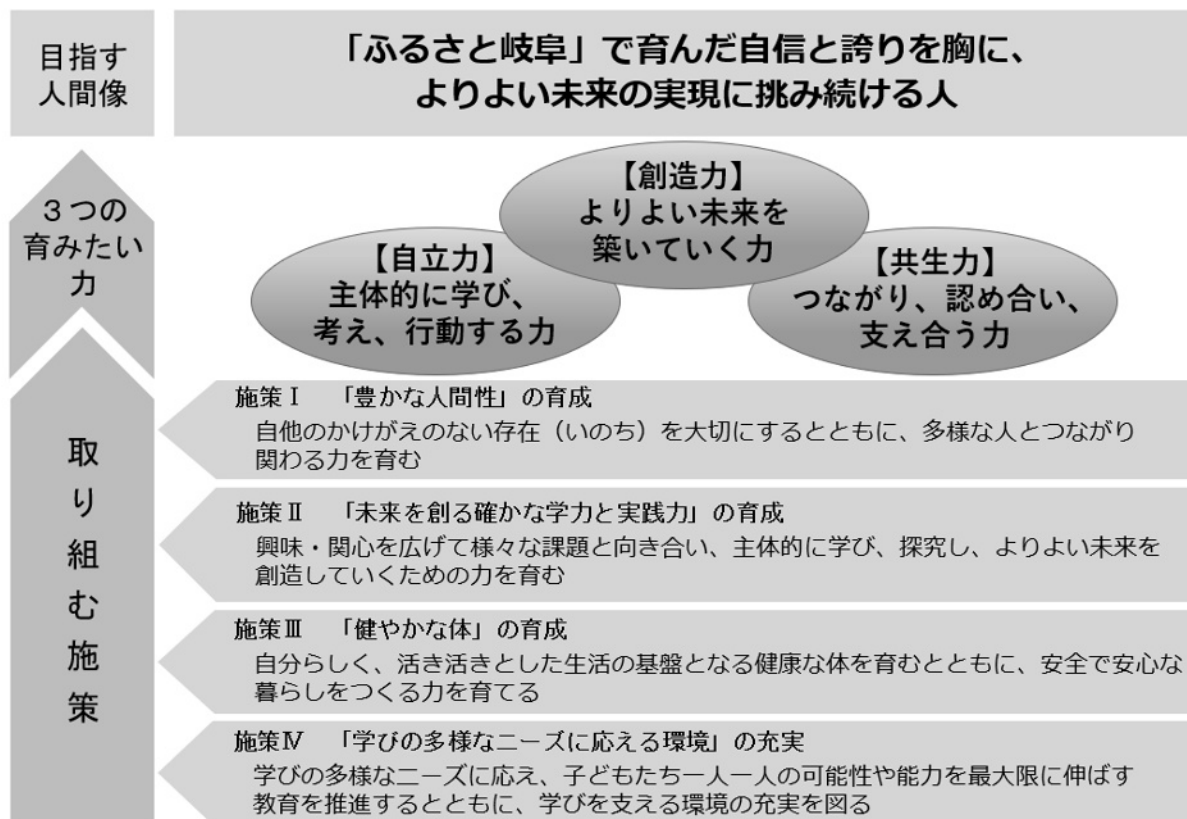 目指す
人間像
「ふるさと岐阜」で育んだ自信と誇りを胸に、
よりよい未来の実現に挑み続ける人
３つの
育みたい
力
【創造力】
よりよい未来を
築いていく力
【自立力】
主体的に学び、
考え、行動する力
【共生力】
つながり、認め合い、
支え合う力
取り組む施策
施策Ⅰ　「豊かな人間性」の育成
自他のかけがえのない存在（いのち）を大切にするとともに、多様な人とつながり
関わる力を育む
施策Ⅱ　「未来を創る確かな学力と実践力」の育成
興味・関心を広げて様々な課題と向き合い、主体的に学び、探究し、よりよい未来を
創造していくための力を育む
施策Ⅲ　「健やかな体」の育成
自分らしく、活き活きとした生活の基盤となる健康な体を育むとともに、安全で安心な
暮らしをつくる力を育てる
施策Ⅳ　「学びの多様なニーズに応える環境」の充実
学びの多様なニーズに応え、子どもたち一人一人の可能性や能力を最大限に伸ばす
教育を推進するとともに、学びを支える環境の充実を図る